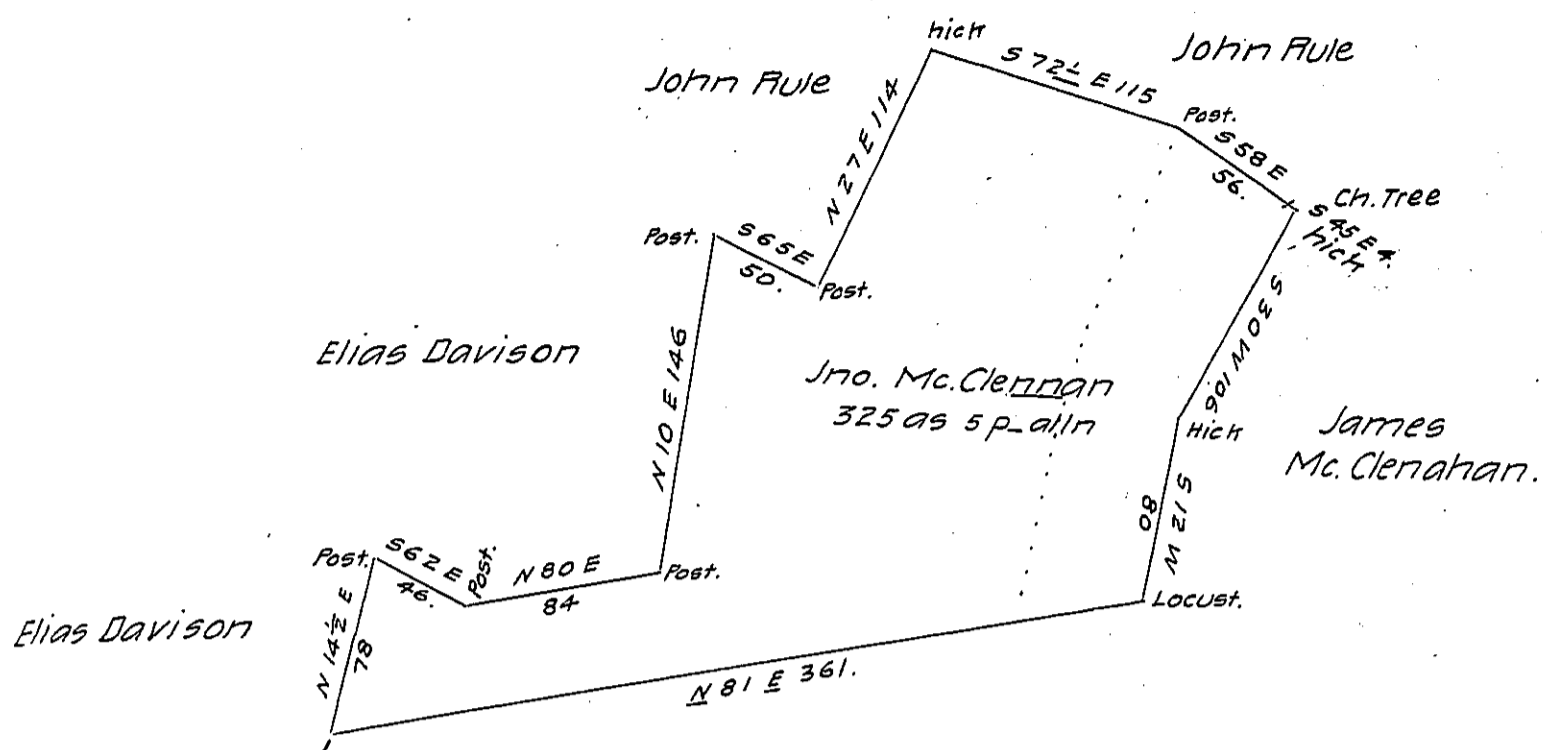 hick
John Rule
S 72½ E 115
John Rule
N 27 E 114
Post.
S 58 E
56.
Ch. Tree
S 45 E 4.
hick
Post.
S 65 E
50.
Post.
S 30 W 106
Elias Davison
N 10 E 146
Jno. Mc.Clennan
325 as 5 p_ alln
Hick
James
Mc. Clenahan.
S 12 W
80
Post.
S 62 E
46.
Post.
N 80 E
84
Post.
Locust.
Elias Davison
N 14½ E
78
N 81 E 361.